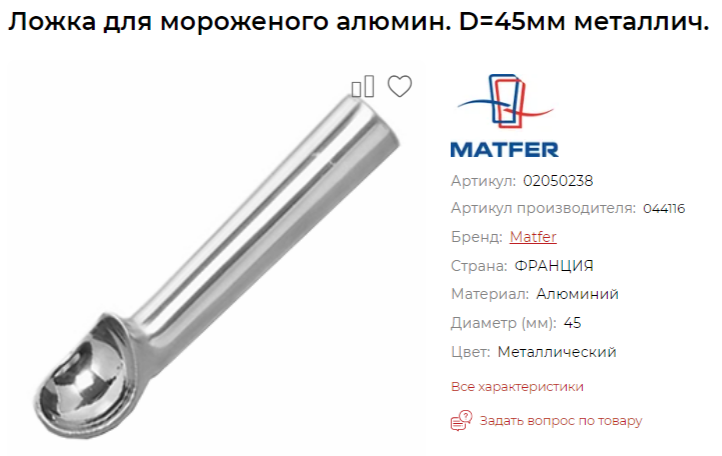 Ложка для мороженого алюмин. D=45мм металлич.
MATFER
Артикул: 02050238
Артикул производителя: 044116
Бренд: Matfer
Страна: ФРАНЦИЯ
Материал: Алюминий
Диаметр (мм): 45
Цвет: Металлический
Все характеристики
Задать вопрос по товару